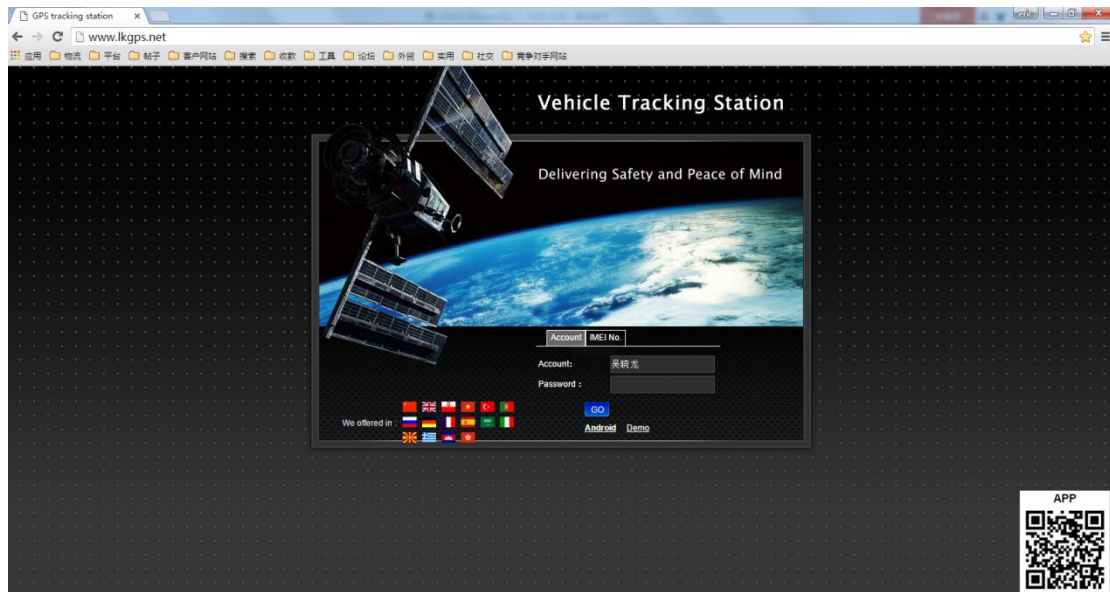 GPS tracking station
www.lkgps.net
应用 物流 平台 帖子 客户网站 搜索 收款 工具 论坛 外贸 实用 社交 竞争对手网站
Vehicle Tracking Station
Delivering Safety and Peace of Mind
Account IMEI No.
Account: 吴晓龙
Password :
GO
We offered in :
Android Demo
APP